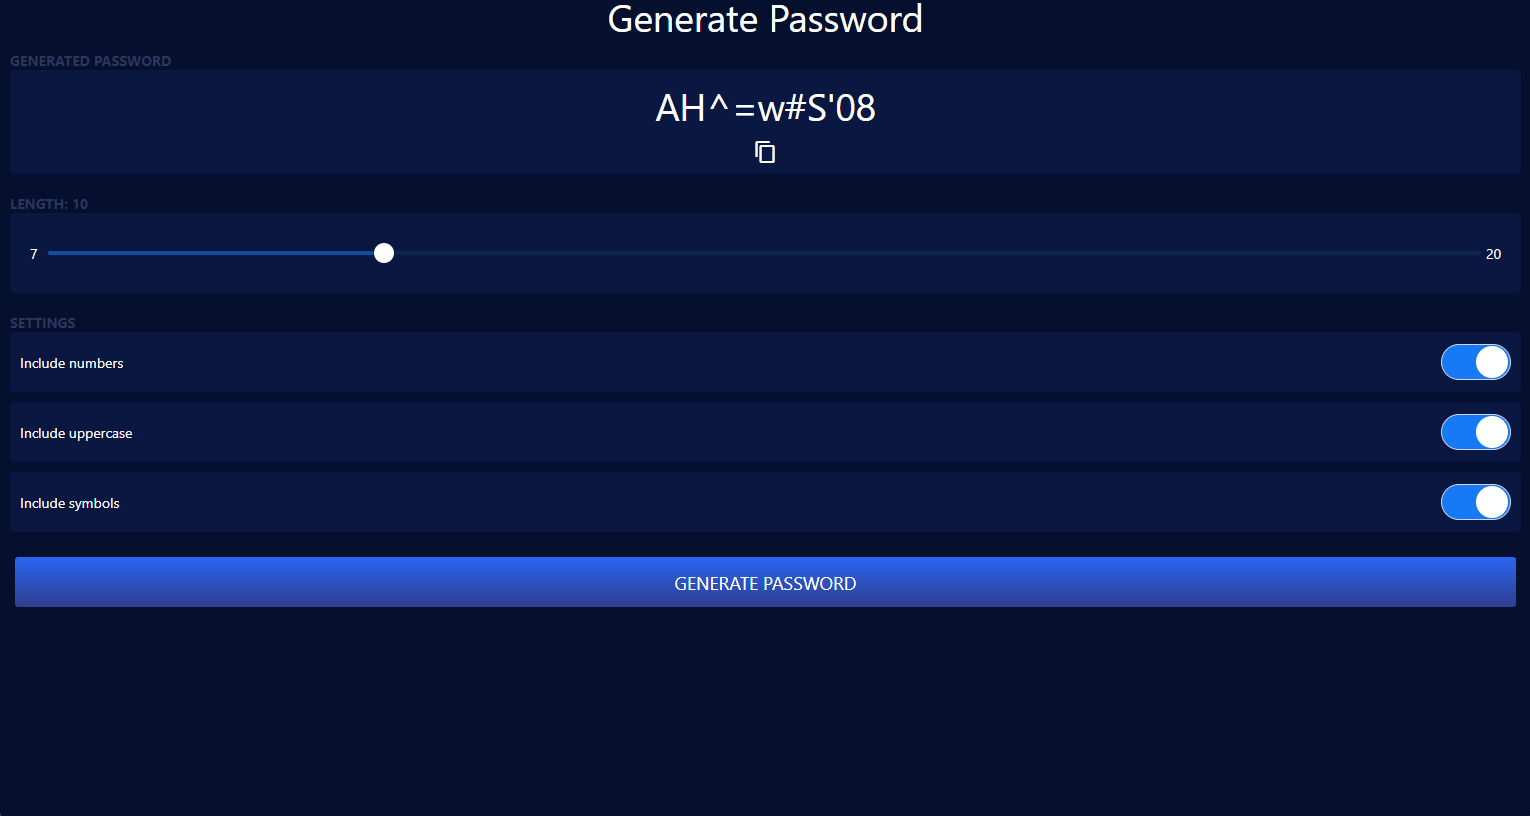 Generate Password
GENERATED PASSWORD
AH^=w#S'08
LENGTH: 10
7 20
SETTINGS
Include numbers
Include uppercase
Include symbols
GENERATE PASSWORD